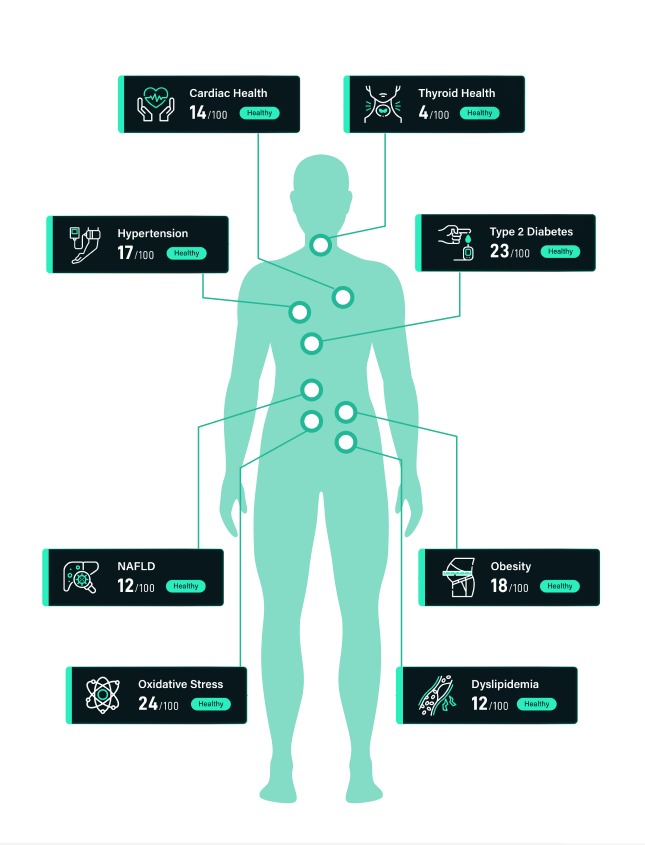 Cardiac Health
14/100 Healthy
Thyroid Health
4/100 Healthy
Hypertension
17/100 Healthy
Type 2 Diabetes
23/100 Healthy
NAFLD
12/100 Healthy
Obesity
18/100 Healthy
Oxidative Stress
24/100 Healthy
Dyslipidemia
12/100 Healthy